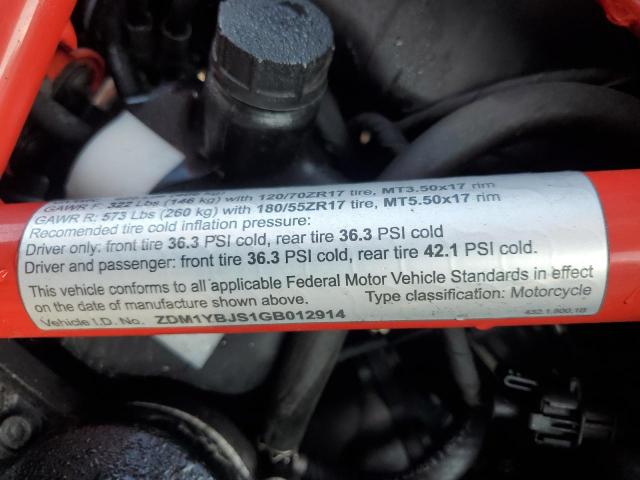 GAWR F: 322 Lbs (146 kg) with 120/70ZR17 tire, MT3.50x17 rim
GAWR R: 573 Lbs (260 kg) with 180/55ZR17 tire, MT5.50x17 rim
Recomended tire cold inflation pressure:
Driver only: front tire 36.3 PSI cold, rear tire 36.3 PSI cold
Driver and passenger: front tire 36.3 PSI cold, rear tire 42.1 PSI cold.
This vehicle conforms to all applicable Federal Motor Vehicle Standards in effect
on the date of manufacture shown above. Type classification: Motorcycle
Vehicle I.D. No. ZDM1YBJS1GB012914